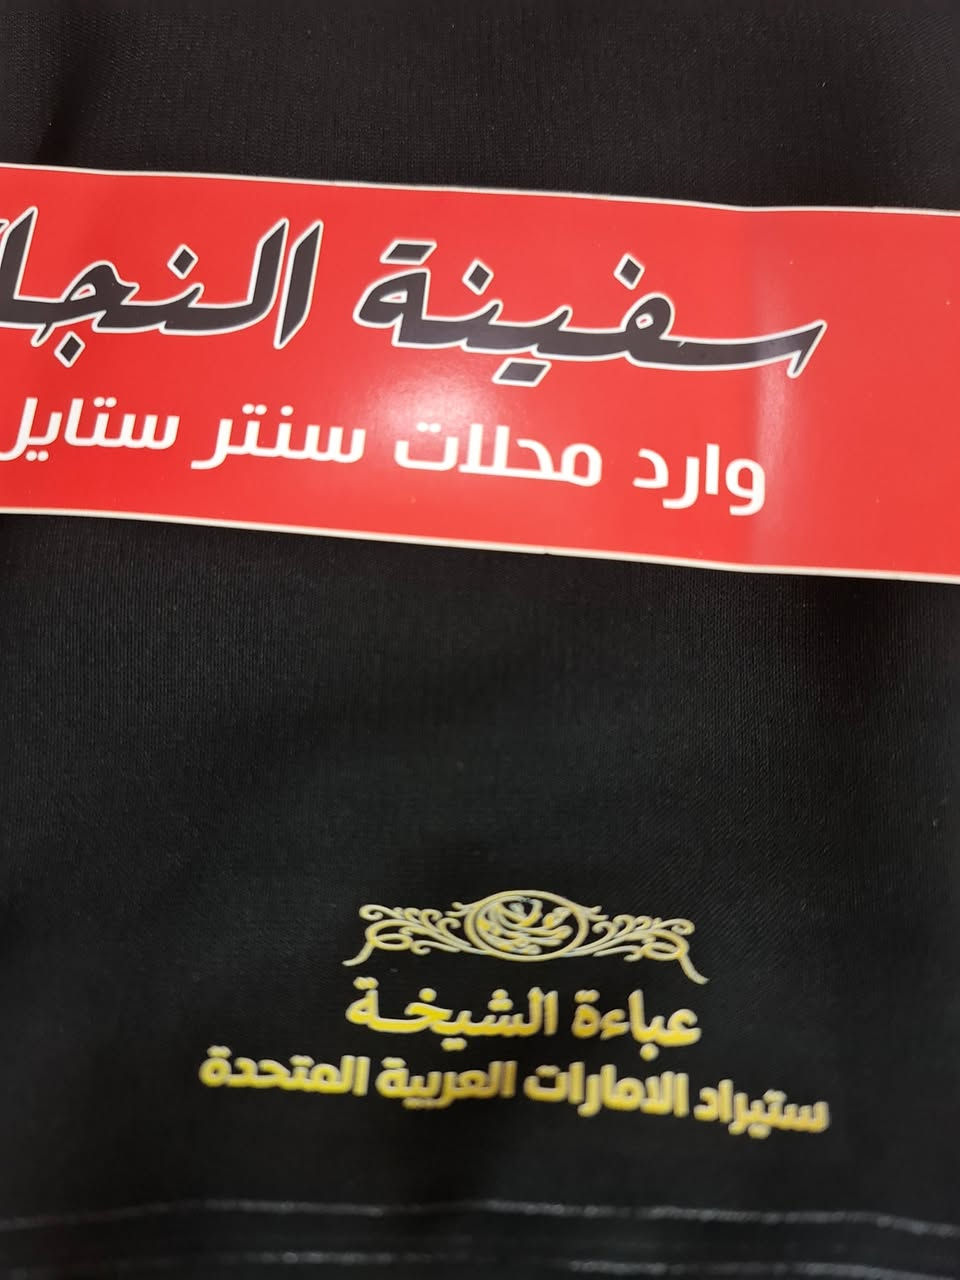 سفينة النجا
وارد محلات سنتر ستايل
عباءة الشيخة
ستيراد الامارات العربية المتحدة